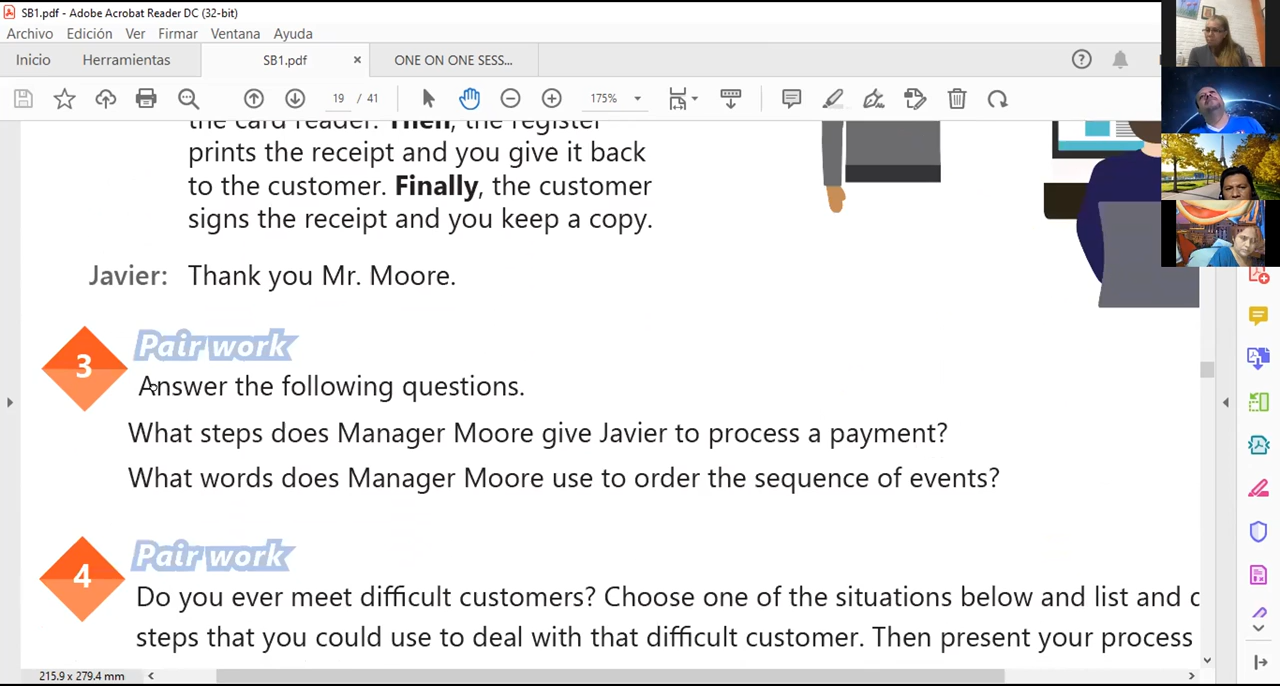 SB1.pdf - Adobe Acrobat Reader DC (32-bit)
Archivo Edición Ver Firmar Ventana Ayuda
Inicio Herramientas SB1.pdf × ONE ON ONE SESS...
19 / 41 175%
the card reader. Then, the register
prints the receipt and you give it back
to the customer. Finally, the customer
signs the receipt and you keep a copy.
Javier: Thank you Mr. Moore.
3 Pair work
Answer the following questions.
What steps does Manager Moore give Javier to process a payment?
What words does Manager Moore use to order the sequence of events?
4 Pair work
Do you ever meet difficult customers? Choose one of the situations below and list and
steps that you could use to deal with that difficult customer. Then present your process
215.9 x 279.4 mm